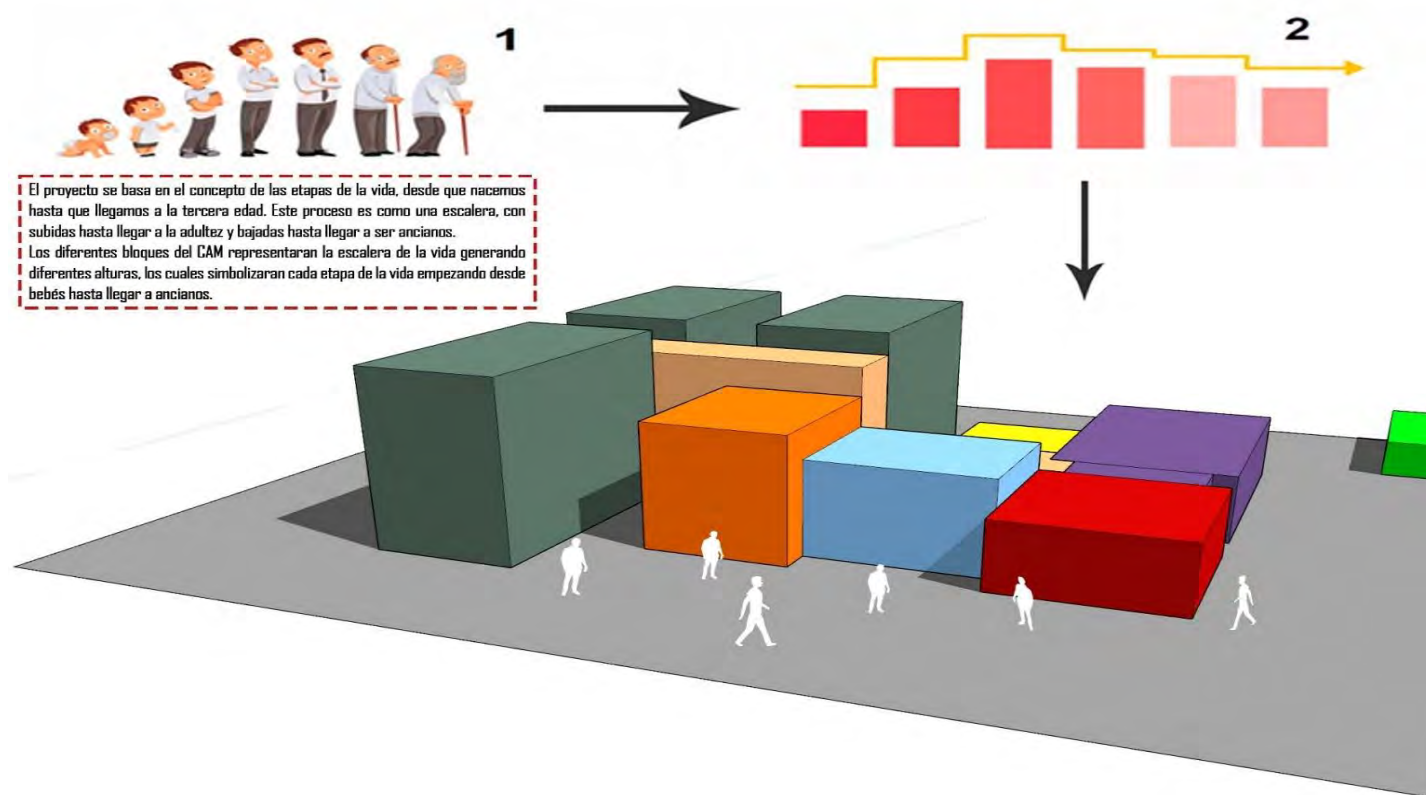 1
2
El proyecto se basa en el concepto de las etapas de la vida, desde que nacemos
hasta que llegamos a la tercera edad. Este proceso es como una escalera, con
subidas hasta llegar a la adultez y bajadas hasta llegar a ser ancianos.
Los diferentes bloques del CAM representaran la escalera de la vida generando
diferentes alturas, los cuales simbolizaran cada etapa de la vida empezando desde
bebés hasta llegar a ancianos.